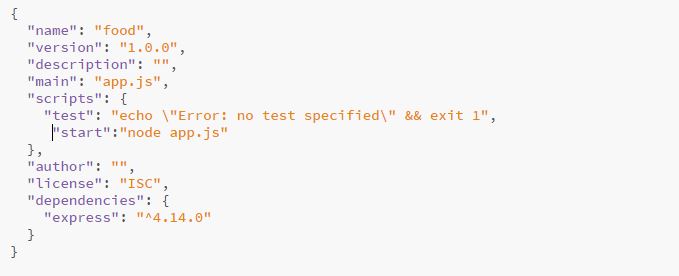 {
  "name": "food",
  "version": "1.0.0",
  "description": "",
  "main": "app.js",
  "scripts": {
    "test": "echo \"Error: no test specified\" && exit 1",
     "start":"node app.js"
  },
  "author": "",
  "license": "ISC",
  "dependencies": {
    "express": "^4.14.0"
  }
}